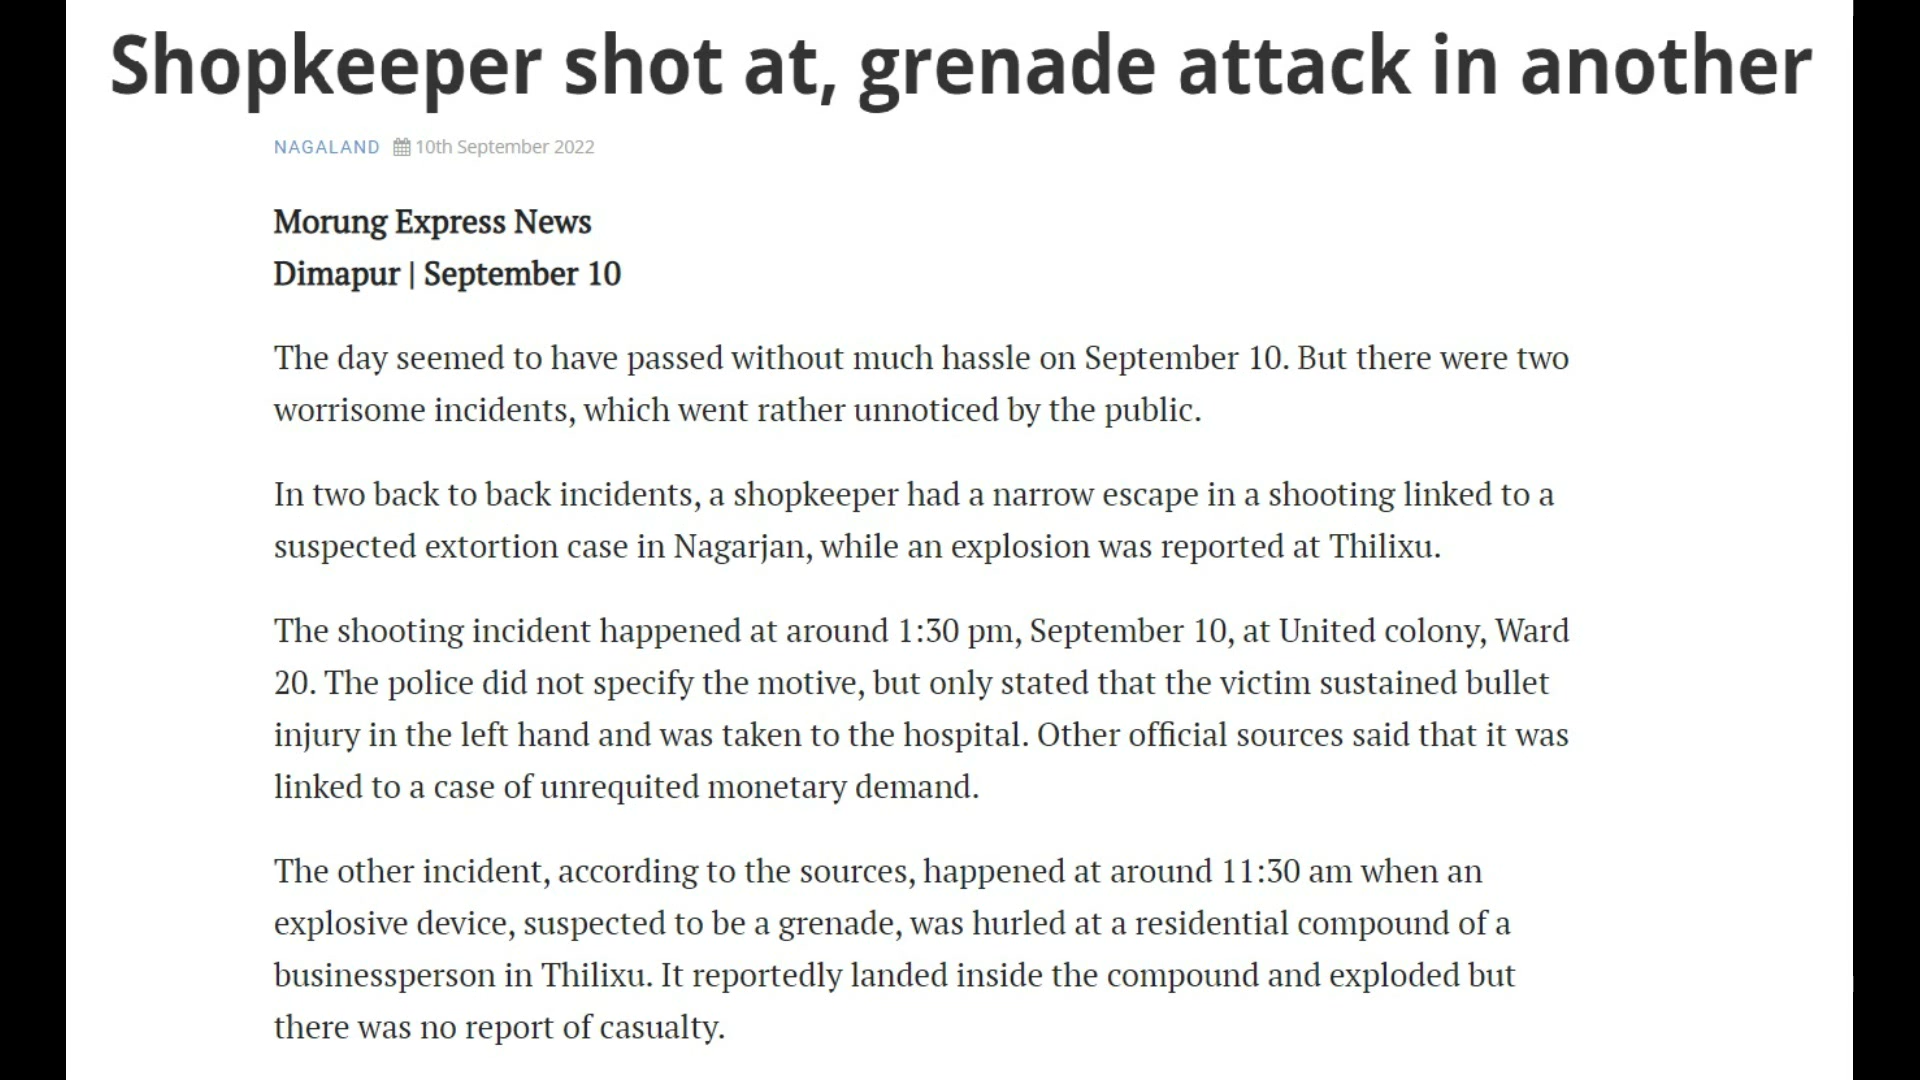 Shopkeeper shot at, grenade attack in another
NAGALAND 10th September 2022
Morung Express News
Dimapur | September 10
The day seemed to have passed without much hassle on September 10. But there were two
worrisome incidents, which went rather unnoticed by the public.
In two back to back incidents, a shopkeeper had a narrow escape in a shooting linked to a
suspected extortion case in Nagarjan, while an explosion was reported at Thilixu.
The shooting incident happened at around 1:30 pm, September 10, at United colony, Ward
20. The police did not specify the motive, but only stated that the victim sustained bullet
injury in the left hand and was taken to the hospital. Other official sources said that it was
linked to a case of unrequited monetary demand.
The other incident, according to the sources, happened at around 11:30 am when an
explosive device, suspected to be a grenade, was hurled at a residential compound of a
businessperson in Thilixu. It reportedly landed inside the compound and exploded but
there was no report of casualty.